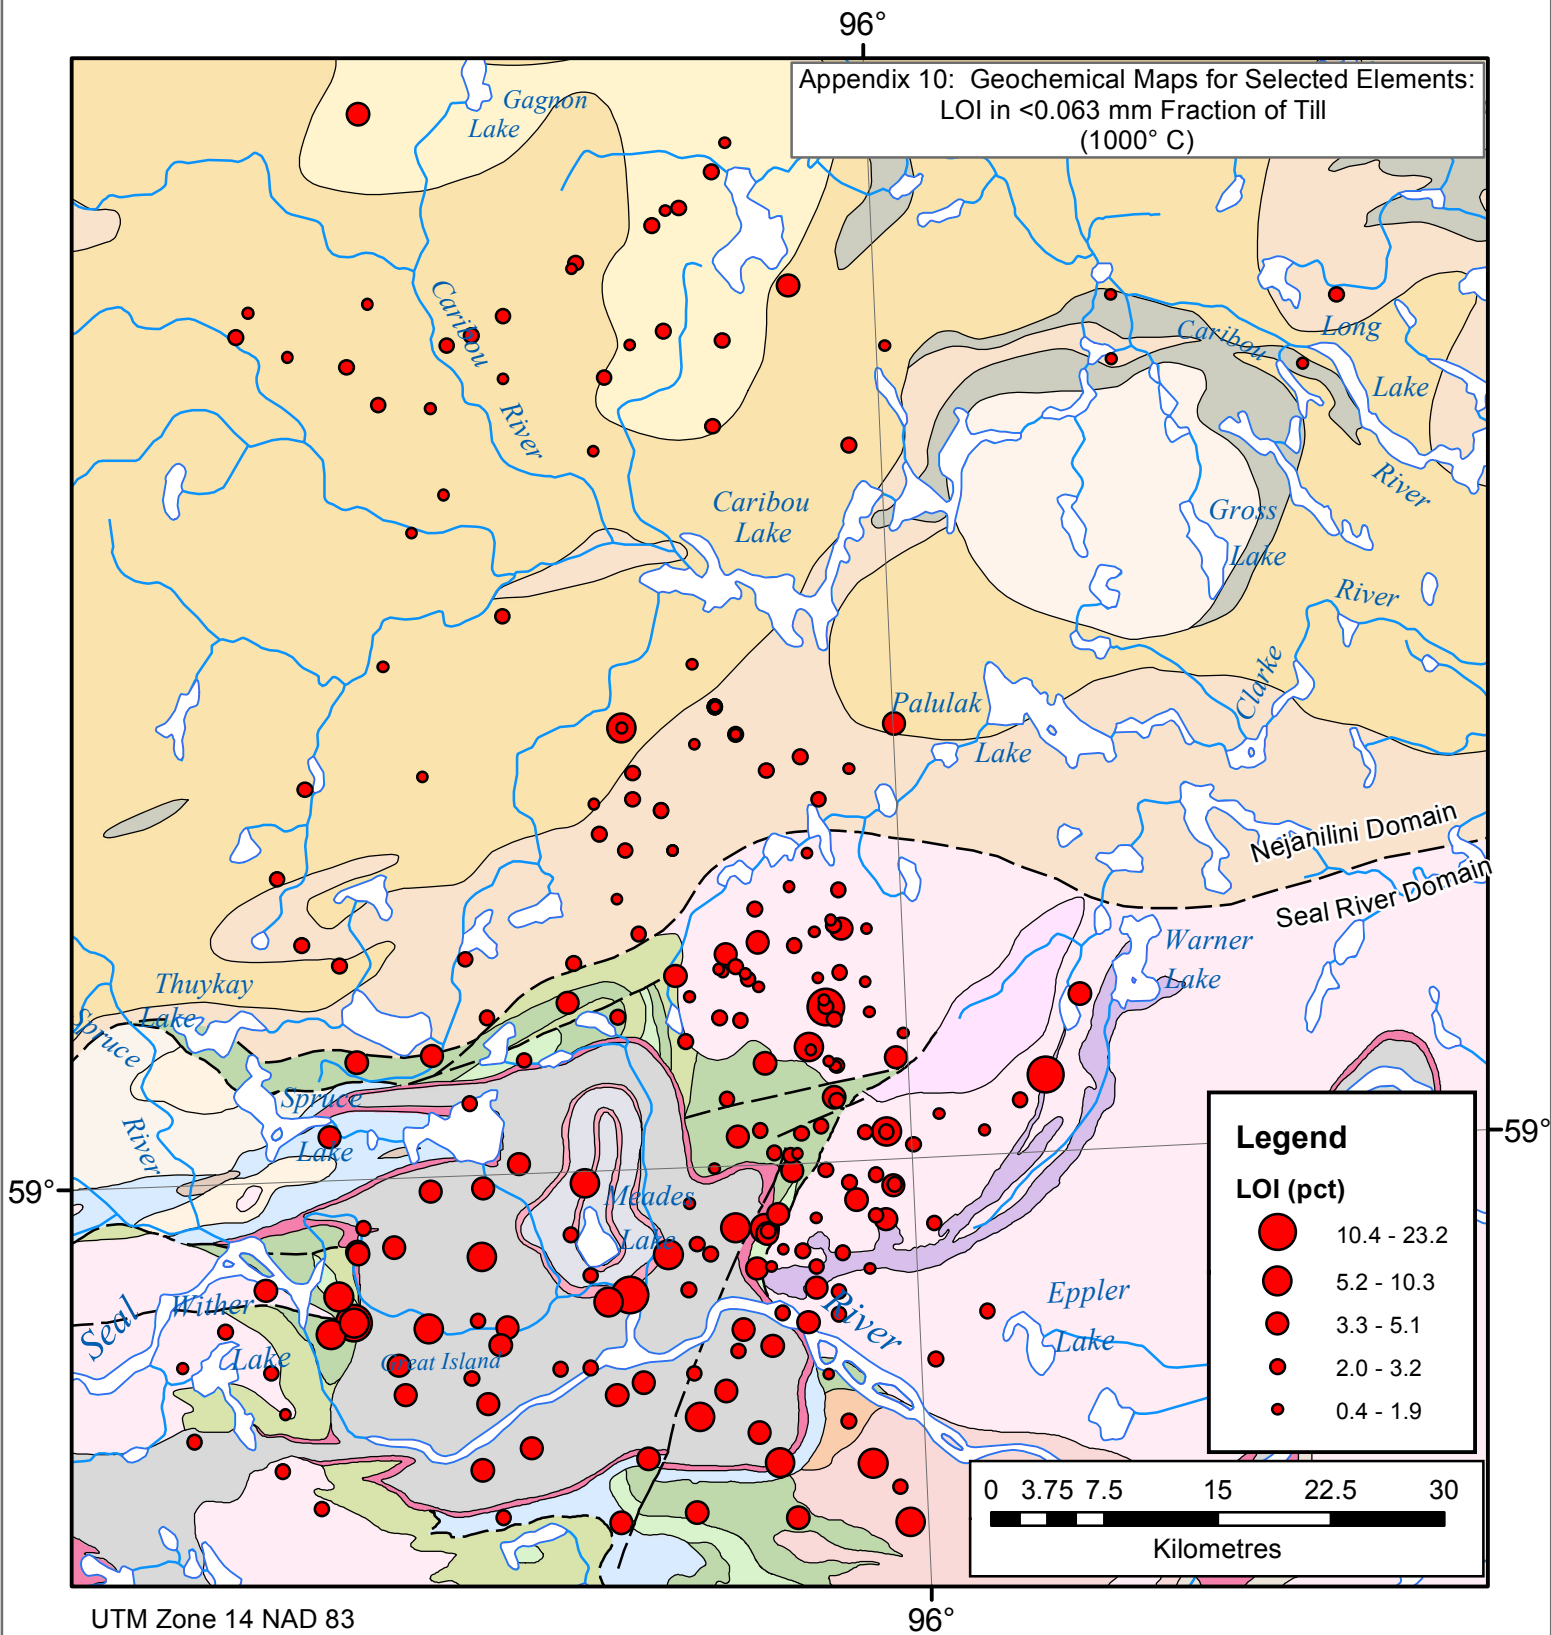 96°
Appendix 10: Geochemical Maps for Selected Elements:
LOI in <0.063 mm Fraction of Till
(1000° C)
Gagnon
Lake
Caribou
River
Caribou
Long
Lake
River
Caribou
Lake
Gross
Lake
River
Clarke
Palulak
Lake
Nejanilini Domain
Seal River Domain
Warner
Lake
Thuykay
Lake
Spruce
River
Spruce
Lake
59°
59°
Meades
Lake
Seal
River
Wither
Lake
Great Island
Eppler
Lake
Legend
LOI (pct)
10.4 - 23.2
5.2 - 10.3
3.3 - 5.1
2.0 - 3.2
0.4 - 1.9
0 3.75 7.5 15 22.5 30
Kilometres
UTM Zone 14 NAD 83
96°